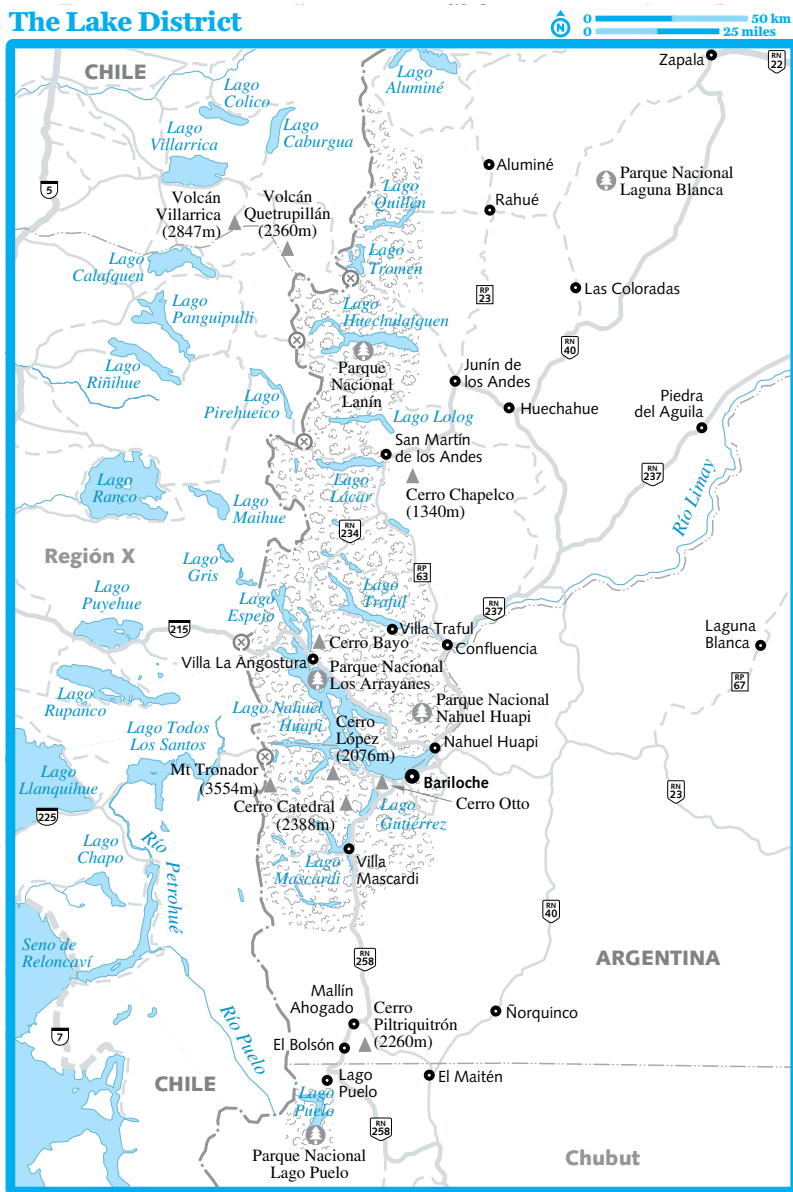 The Lake District
N
0 50 km
0 25 miles
CHILE
Lago
Aluminé
Zapala
RN
22
Lago
Colico
Lago
Villarrica
Lago
Caburgua
Aluminé
Parque Nacional
Laguna Blanca
5
Volcán
Villarrica
(2847m)
Volcán
Quetrupillán
(2360m)
Lago
Quillén
Rahué
Lago
Calafquen
Lago
Tromen
Las Coloradas
RP
23
Lago
Panguipulli
Lago
Huechulafquen
RN
40
Lago
Riñihue
Parque
Nacional
Lanín
Junín de
los Andes
Lago
Pirehueico
Huechahue
Piedra
del Aguila
Lago Lolog
San Martín
de los Andes
Lago
Ranco
Lago
Lácar
Cerro Chapelco
(1340m)
RN
237
Río Limay
Lago
Maihue
RN
234
Región X
Lago
Gris
RP
63
Lago
Puyehue
Lago
Espejo
Lago
Traful
RN
237
215
Villa Traful
Laguna
Blanca
Cerro Bayo
Confluencia
Villa La Angostura
Parque Nacional
Los Arrayanes
RP
67
Lago
Rupanco
Lago Nahuel
Huapi
Parque Nacional
Nahuel Huapi
Lago Todos
Los Santos
Cerro
López
(2076m)
Nahuel Huapi
Lago
Llanquihue
Mt Tronador
(3554m)
Bariloche
RN
23
Cerro Catedral
(2388m)
Cerro Otto
225
Lago
Gutiérrez
Lago
Chapo
Río
Petrohué
Lago
Mascardi
Villa
Mascardi
RN
40
Seno de
Reloncaví
RN
258
ARGENTINA
Mallín
Ahogado
Cerro
Piltriquitrón
(2260m)
Ñorquinco
Río Puelo
7
El Bolsón
CHILE
Lago
Puelo
El Maitén
Lago
Puelo
RN
258
Parque Nacional
Lago Puelo
Chubut